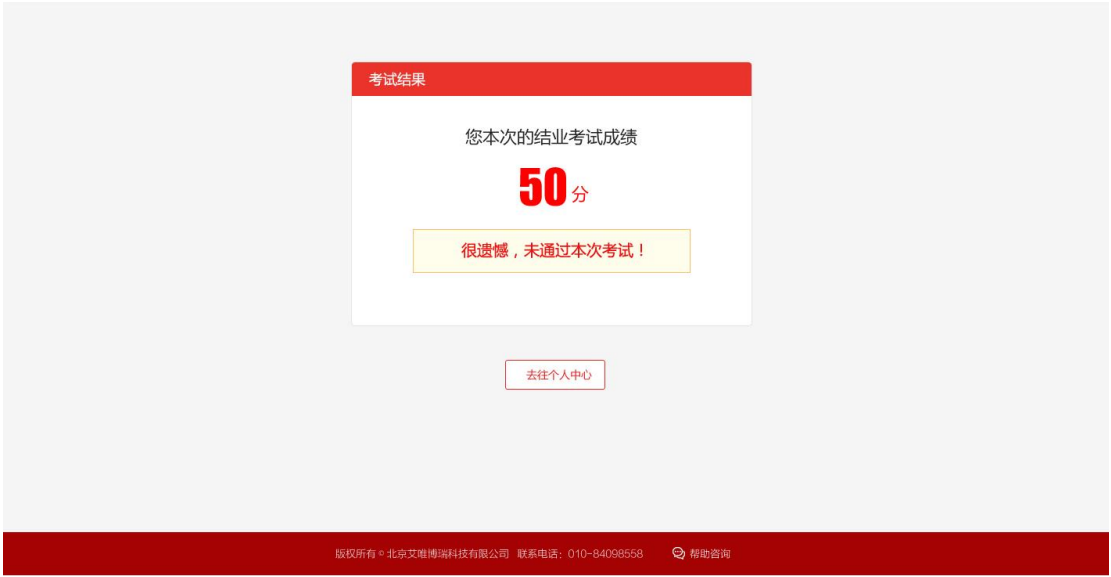 考试结果
您本次的结业考试成绩
50分
很遗憾，未通过本次考试！
去往个人中心
版权所有©北京艾唯博瑞科技有限公司 联系电话：010-84098558 帮助咨询